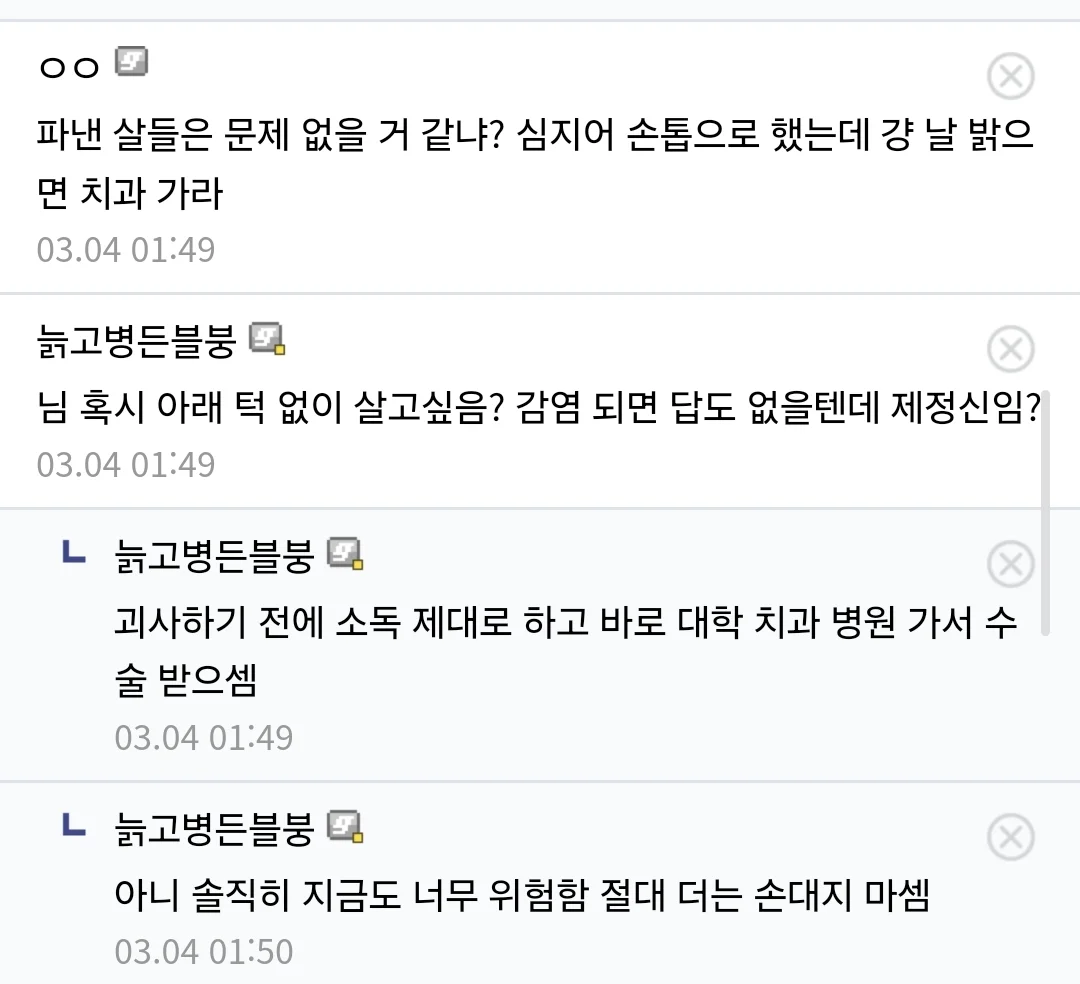 ㅇㅇ
파낸 살들은 문제 없을 거 같냐? 심지어 손톱으로 했는데 걍 날 밝으
면 치과 가라
03.04 01:49
늙고병든블붕
님 혹시 아래 턱 없이 살고싶음? 감염 되면 답도 없을텐데 제정신임?
03.04 01:49
늙고병든블붕
괴사하기 전에 소독 제대로 하고 바로 대학 치과 병원 가서 수
술 받으셈
03.04 01:49
늙고병든블붕
아니 솔직히 지금도 너무 위험함 절대 더는 손대지 마셈
03.04 01:50